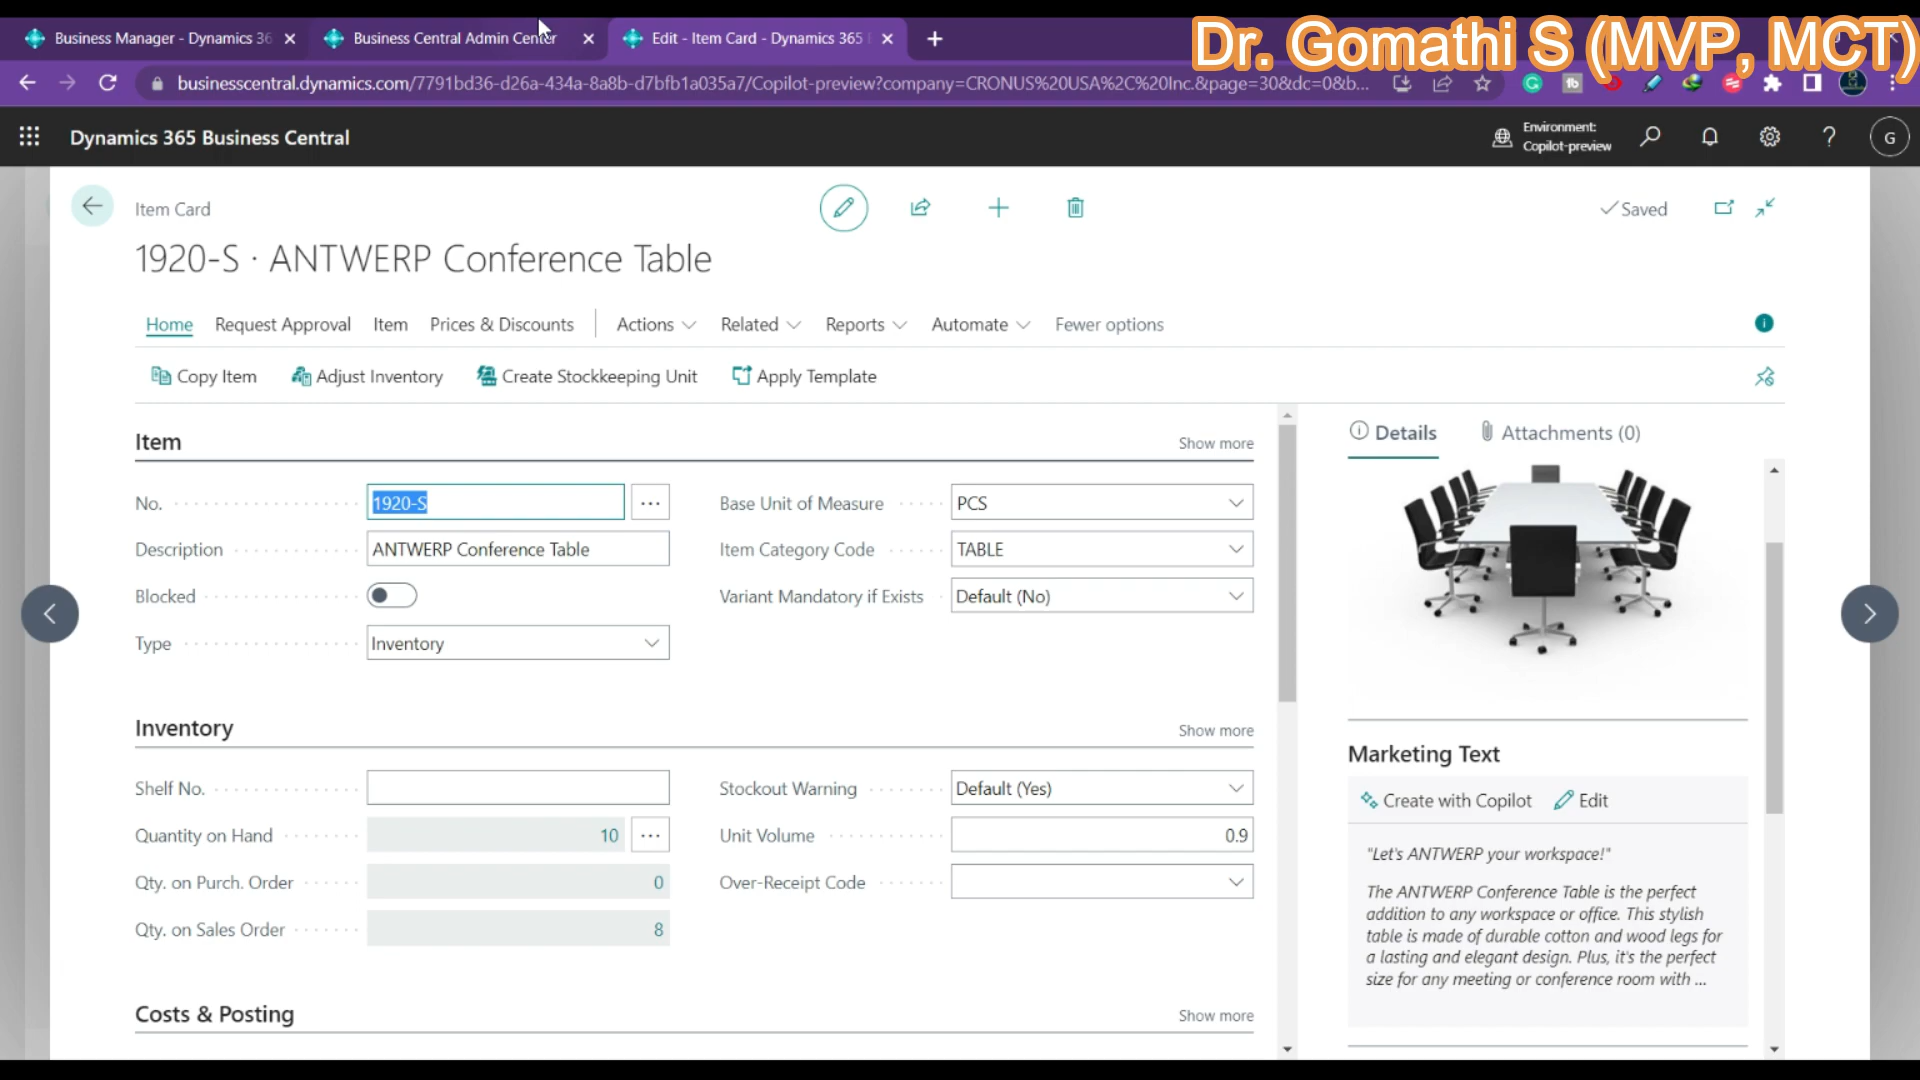 Business Manager - Dynamics 36
Business Central Admin Center
Edit - Item Card - Dynamics 365
Dr. Gomathi S (MVP, MCT)
businesscentral.dynamics.com/7791bd36-d26a-434a-8a8b-d7bfb1a035a7/Copilot-preview?company=CRONUS%20USA%2C%20Inc.&page=30&dc=0&b...
Dynamics 365 Business Central
Environment:
Copilot-preview
G
Item Card
Saved
1920-S · ANTWERP Conference Table
Home Request Approval Item Prices & Discounts Actions Related Reports Automate Fewer options
Copy Item Adjust Inventory Create Stockkeeping Unit Apply Template
Item
Show more
No. 1920-S
Base Unit of Measure PCS
Description ANTWERP Conference Table
Item Category Code TABLE
Blocked
Variant Mandatory if Exists Default (No)
Type Inventory
Inventory
Show more
Shelf No.
Stockout Warning Default (Yes)
Quantity on Hand 10
Unit Volume 0.9
Qty. on Purch. Order 0
Over-Receipt Code
Qty. on Sales Order 8
Costs & Posting
Show more
Details
Attachments (0)
Marketing Text
Create with Copilot Edit
"Let's ANTWERP your workspace!"
The ANTWERP Conference Table is the perfect
addition to any workspace or office. This stylish
table is made of durable cotton and wood legs for
a lasting and elegant design. Plus, it's the perfect
size for any meeting or conference room with ...